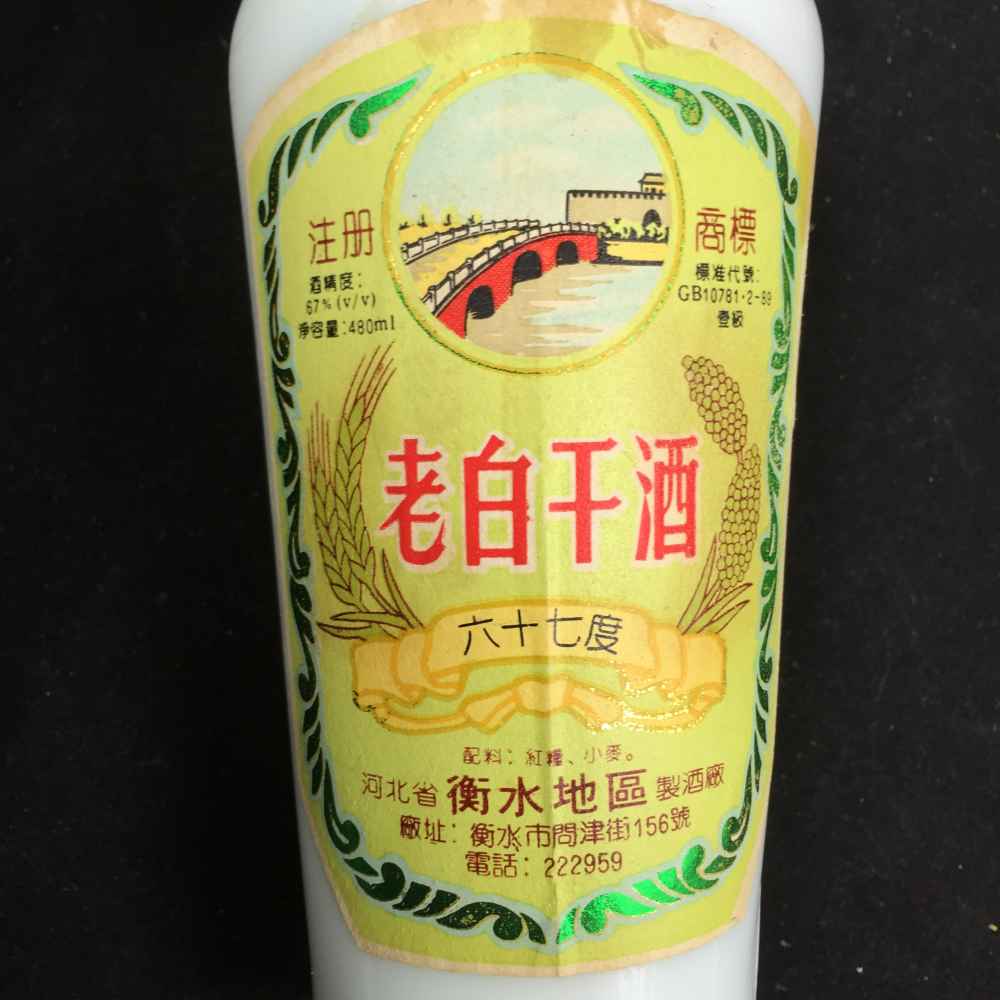 注册
酒精度：
67%(v/v)
淨容量:480ml
商標
標准代號：
GB10781·2-89
壹級
老白干酒
六十七度
配料：紅糧、小麥。
河北省衡水地區製酒廠
廠址：衡水市問津街156號
電話：222959